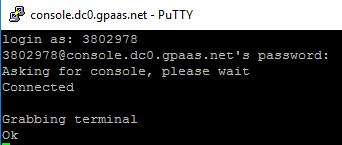 console.dc0.gpaas.net - PuTTY
login as: 3802978
3802978@console.dc0.gpaas.net's password:
Asking for console, please wait
Connected
Grabbing terminal
Ok